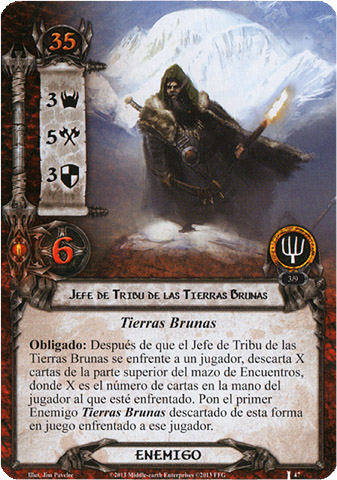 35
3
5
3
6
3/9
Jefe de Tribu de las Tierras Brunas
Tierras Brunas
Obligado: Después de que el Jefe de Tribu de las
Tierras Brunas se enfrente a un jugador, descarta X
cartas de la parte superior del mazo de Encuentros,
donde X es el número de cartas en la mano del
jugador al que esté enfrentado. Pon el primer
Enemigo Tierras Brunas descartado de esta forma
en juego enfrentado a ese jugador.
ENEMIGO
Illus. Jim Pavelec ©2013 Middle-earth Enterprises ©2013 FFG